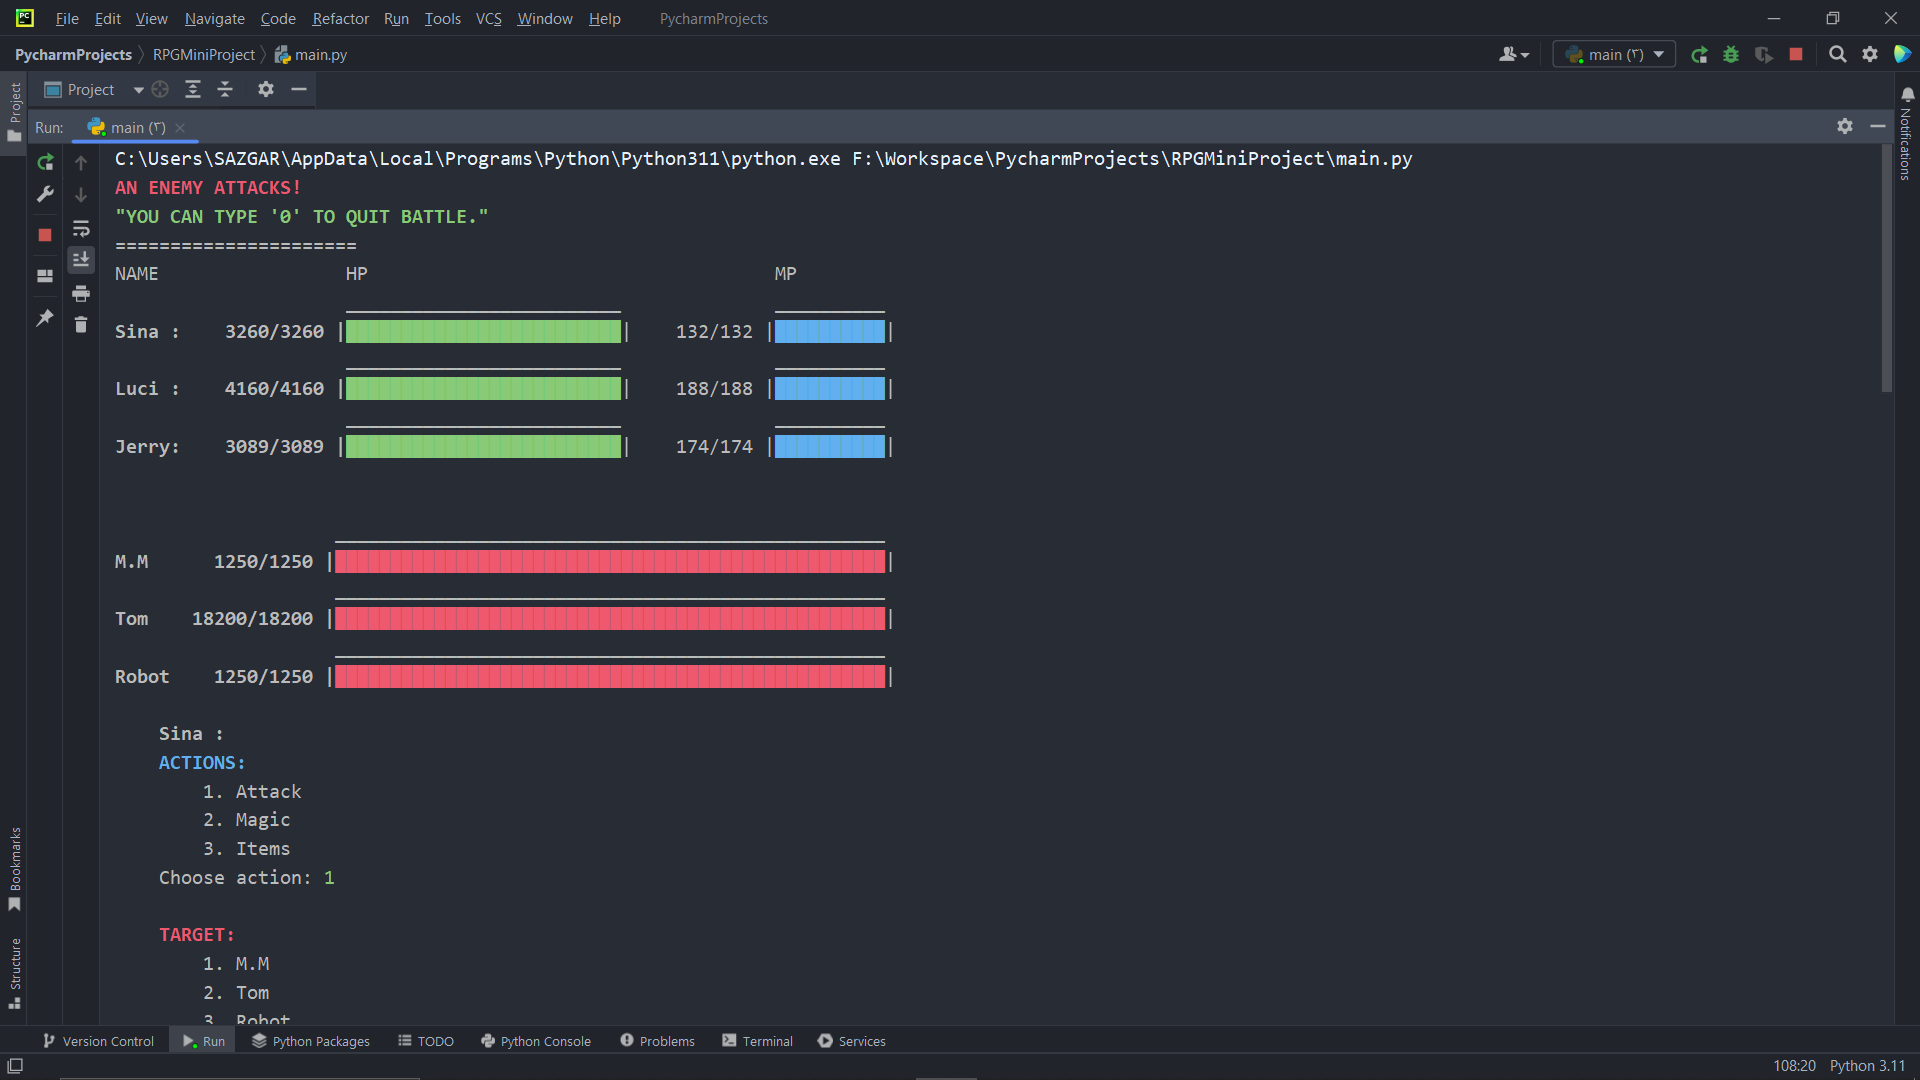 PC
File Edit View Navigate Code Refactor Run Tools VCS Window Help PycharmProjects
PycharmProjects RPGMiniProject main.py main (۳)
Project
Project
Run: main (۳)
Notifications
C:\Users\SAZGAR\AppData\Local\Programs\Python\Python311\python.exe F:\Workspace\PycharmProjects\RPGMiniProject\main.py
AN ENEMY ATTACKS!
"YOU CAN TYPE '0' TO QUIT BATTLE."
======================
NAME HP MP
Sina : 3260/3260 | | 132/132 | |
Luci : 4160/4160 | | 188/188 | |
Jerry: 3089/3089 | | 174/174 | |
M.M 1250/1250 | |
Tom 18200/18200 | |
Robot 1250/1250 | |
Sina :
ACTIONS:
1. Attack
2. Magic
3. Items
Choose action: 1
TARGET:
1. M.M
2. Tom
3. Robot
Bookmarks
Structure
Version Control Run Python Packages TODO Python Console Problems Terminal Services
108:20 Python 3.11